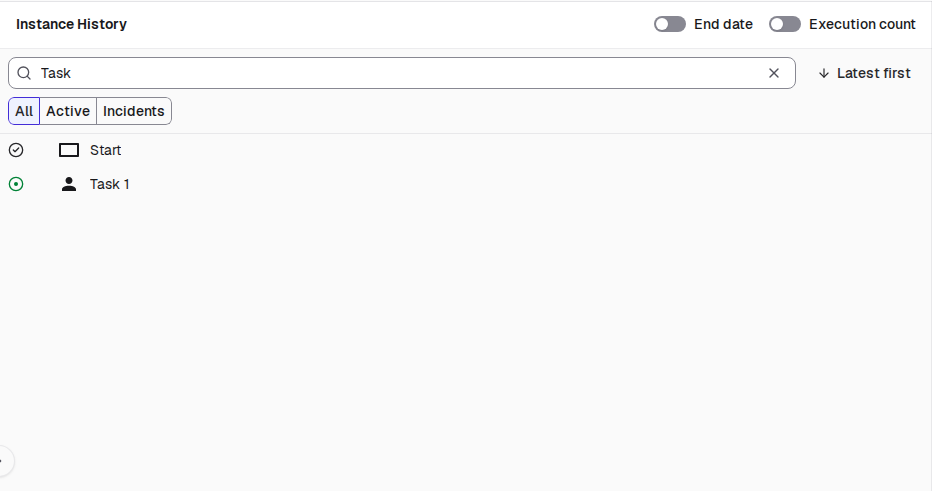 Instance History
End date
Execution count
Task
Latest first
All
Active
Incidents
Start
Task 1